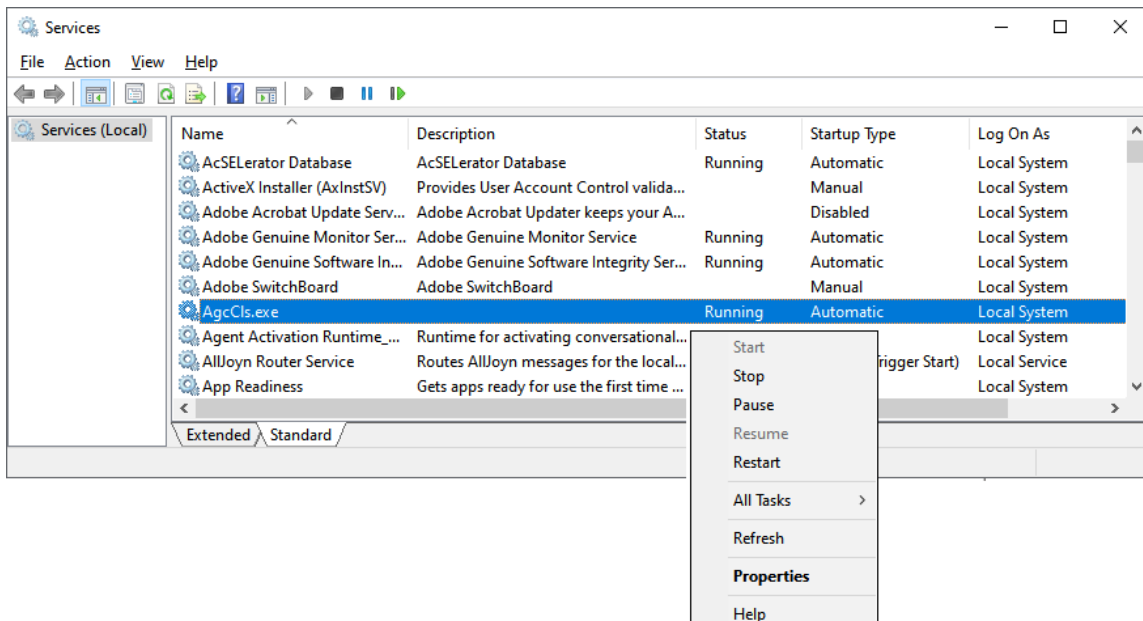 Services
File Action View Help
Services (Local)
Name Description Status Startup Type Log On As
AcSELerator Database AcSELerator Database Running Automatic Local System
ActiveX Installer (AxInstSV) Provides User Account Control valida... Manual Local System
Adobe Acrobat Update Serv... Adobe Acrobat Updater keeps your A... Disabled Local System
Adobe Genuine Monitor Ser... Adobe Genuine Monitor Service Running Automatic Local System
Adobe Genuine Software In... Adobe Genuine Software Integrity Ser... Running Automatic Local System
Adobe SwitchBoard Adobe SwitchBoard Manual Local System
AgcCls.exe Running Automatic Local System
Agent Activation Runtime_... Runtime for activating conversational... Local System
AllJoyn Router Service Routes AllJoyn messages for the local... rigger Start) Local Service
App Readiness Gets apps ready for use the first time ... Local System
Extended Standard
Start
Stop
Pause
Resume
Restart
All Tasks
Refresh
Properties
Help